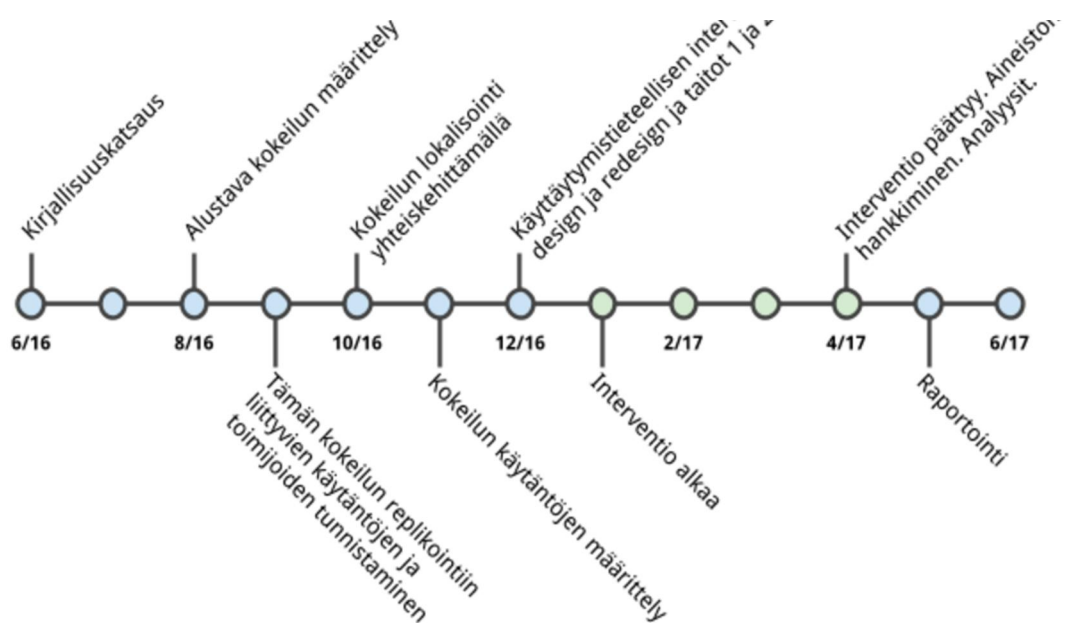 Kirjallisuuskatsaus
Alustava kokeilun määrittely
Kokeilun lokalisointi
yhteiskehittämällä
Käyttäytymistieteellisen
design ja redesign ja taitot 1 ja
Interventio päättyy.
hankkiminen. Analyysit.
6/16
8/16
10/16
12/16
2/17
4/17
6/17
Tämän kokeilun replikointiin
liittyvien käytäntöjen ja
toimijoiden tunnistaminen
Kokeilun käytäntöjen määrittely
Interventio alkaa
Raportointi